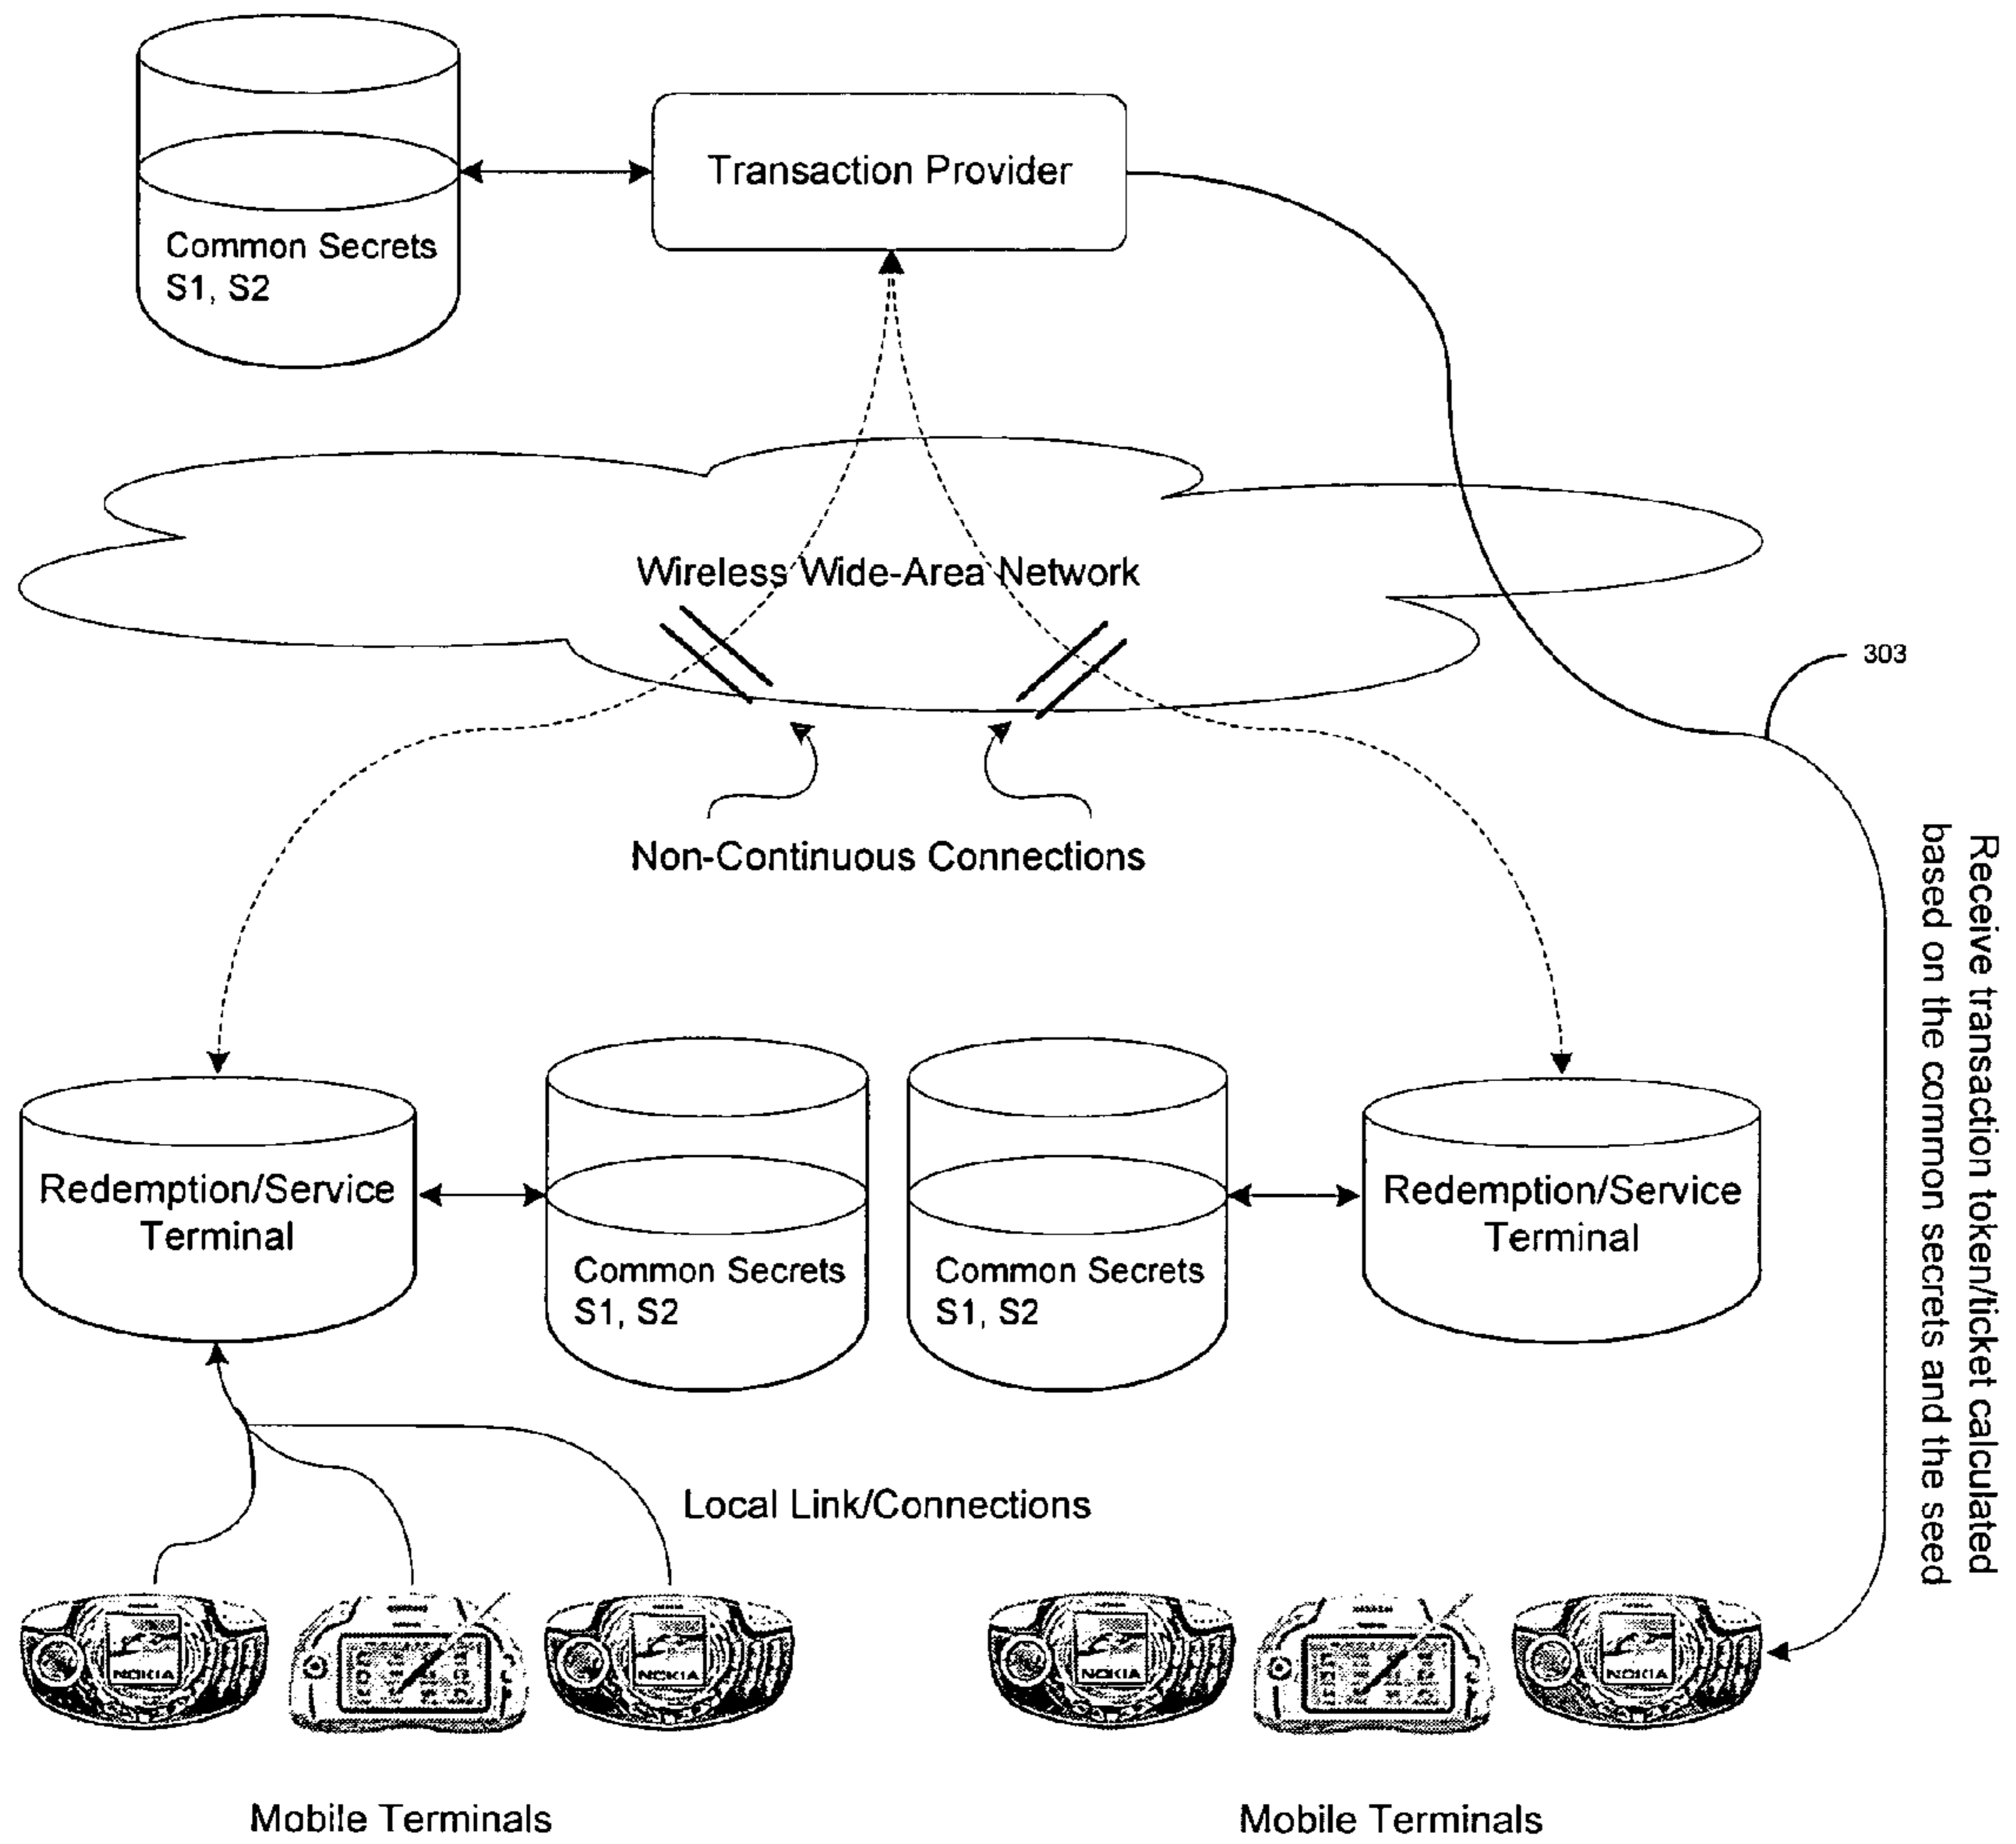 Transaction Provider
Common Secrets
S1, S2
Wireless Wide-Area Network
303
Non-Continuous Connections
Receive transaction token/ticket calculated
based on the common secrets and the seed
Redemption/Service
Terminal
Common Secrets
S1, S2
Common Secrets
S1, S2
Redemption/Service
Terminal
Local Link/Connections
NOKIA
NOKIA
NOKIA
NOKIA
Mobile Terminals
Mobile Terminals